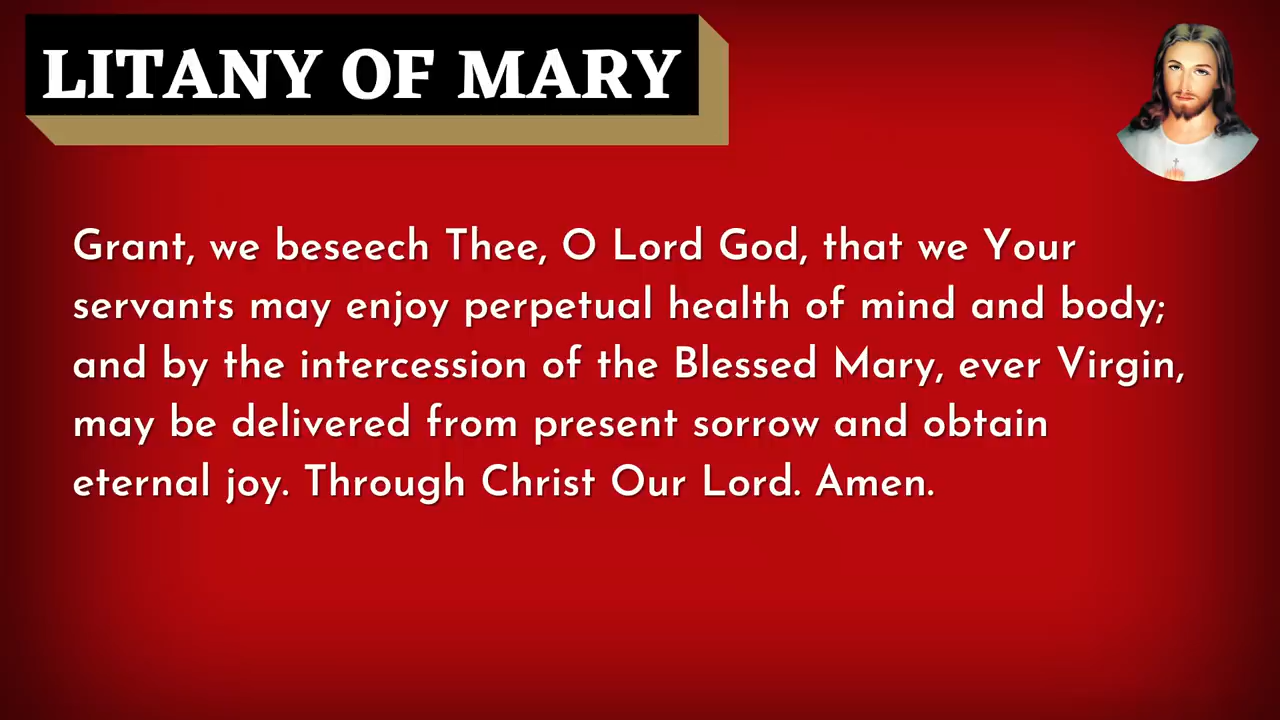 LITANY OF MARY
Grant, we beseech Thee, O Lord God, that we Your
servants may enjoy perpetual health of mind and body;
and by the intercession of the Blessed Mary, ever Virgin,
may be delivered from present sorrow and obtain
eternal joy. Through Christ Our Lord. Amen.